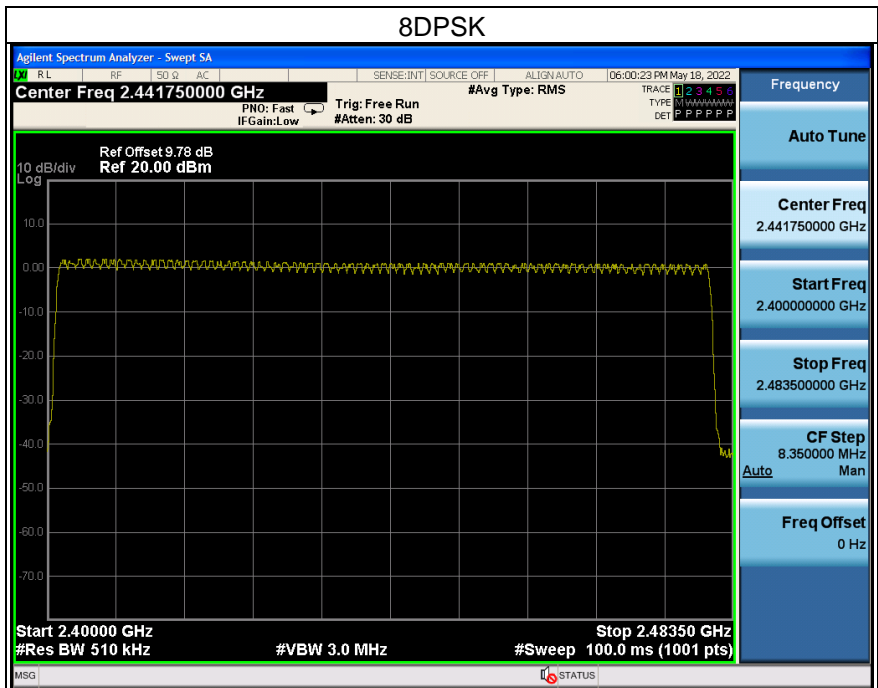 8DPSK
Agilent Spectrum Analyzer - Swept SA
LXI RL RF 50 Ω AC SENSE:INT SOURCE OFF ALIGN AUTO 06:00:23 PM May 18, 2022
Center Freq 2.441750000 GHz #Avg Type: RMS TRACE 1 2 3 4 5 6
PNO: Fast Trig: Free Run TYPE M WWWWW
IFGain:Low #Atten: 30 dB DET P P P P P P
Ref Offset 9.78 dB
10 dB/div Ref 20.00 dBm
Log
10.0
0.00
-10.0
-20.0
-30.0
-40.0
-50.0
-60.0
-70.0
Start 2.40000 GHz Stop 2.48350 GHz
#Res BW 510 kHz #VBW 3.0 MHz #Sweep 100.0 ms (1001 pts)
MSG STATUS
Frequency
Auto Tune
Center Freq
2.441750000 GHz
Start Freq
2.400000000 GHz
Stop Freq
2.483500000 GHz
CF Step
8.350000 MHz
Auto Man
Freq Offset
0 Hz